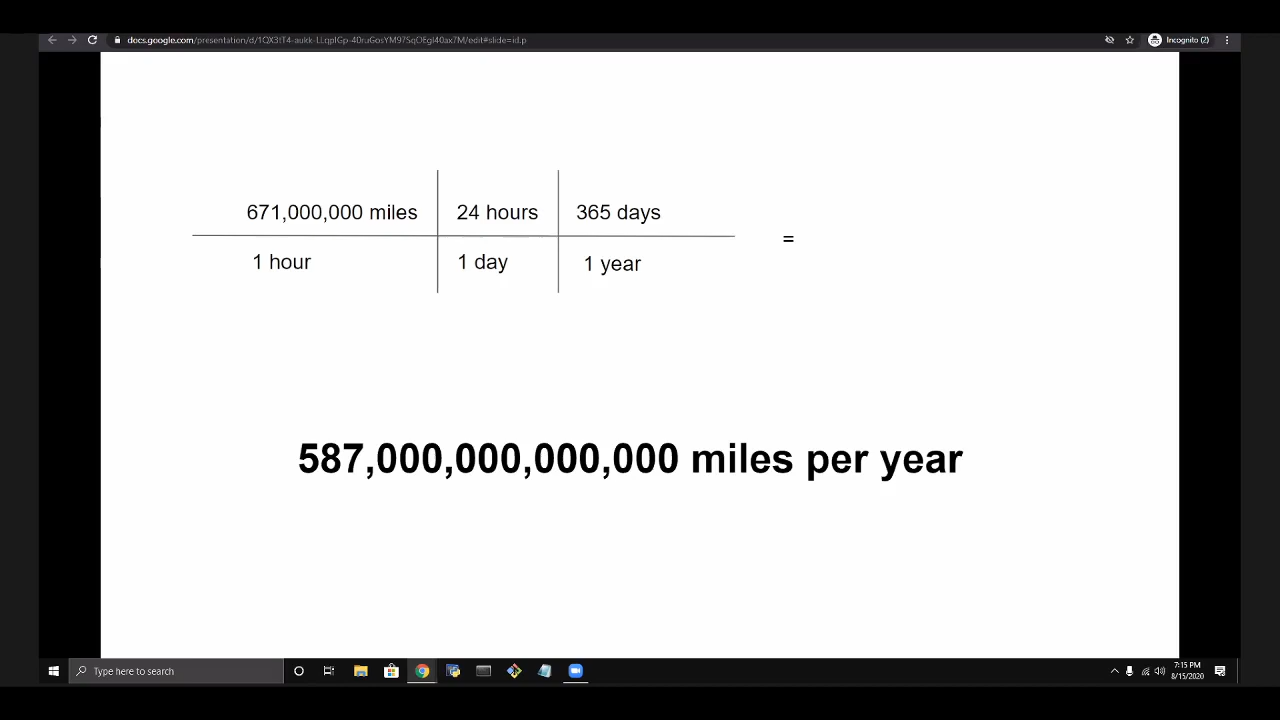 Incognito (2)
671,000,000 miles 24 hours 365 days
=
1 hour 1 day 1 year
587,000,000,000,000 miles per year
Type here to search
7:15 PM
8/15/2020